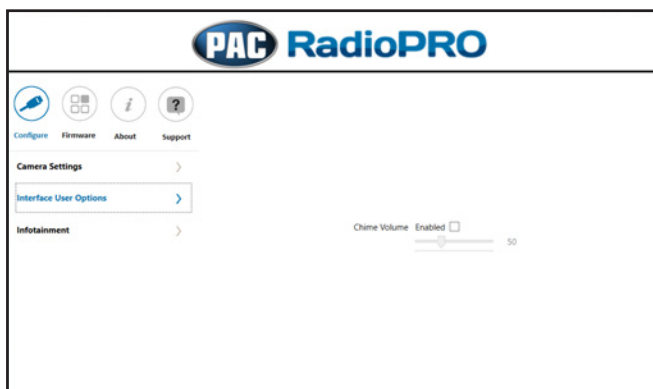 PAC RadioPRO
i
?
Configure Firmware About Support
Camera Settings
Interface User Options
Infotainment
Chime Volume Enabled
50